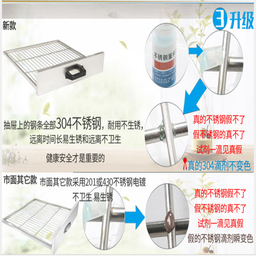 新款
③升级
不锈钢
抽屉上的钢条全部304不锈钢，耐用不生锈，
远离时间长易生锈和远离不卫生
健康安全才是重要的
真的不锈钢假不了
假不锈钢的真不了
试剂一滴见真假
真的304滴剂不变色
市面其它款
市面其它款采用201或430不锈钢电镀
不卫生 易生锈
真的不锈钢假不了
假不锈钢的真不了
试剂一滴见真假
假的不锈钢滴剂瞬变色